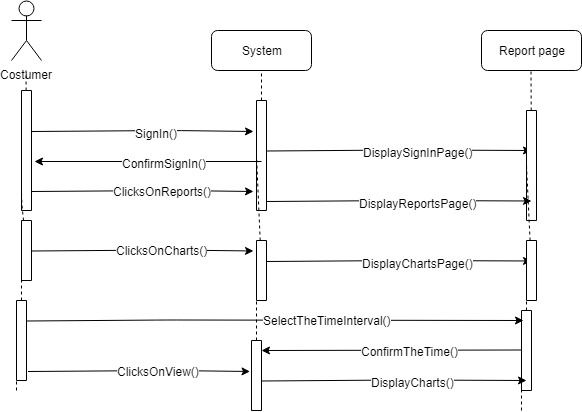 Costumer
System
Report page
SignIn()
DisplaySignInPage()
ConfirmSignIn()
ClicksOnReports()
DisplayReportsPage()
ClicksOnCharts()
DisplayChartsPage()
SelectTheTimeInterval()
ConfirmTheTime()
ClicksOnView()
DisplayCharts()